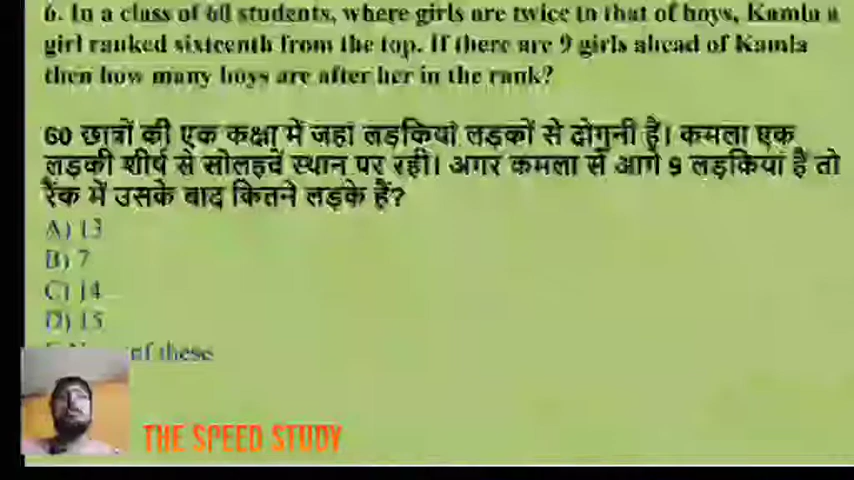 6. In a class of 60 students, where girls are twice to that of boys, Kamla a
girl ranked sixteenth from the top. If there are 9 girls ahead of Kamla
then how many boys are after her in the rank?
60 छात्रों की एक कक्षा में जहां लड़कियां लड़कों से दोगुनी हैं। कमला एक
लड़की शीर्ष से सोलहवें स्थान पर रही। अगर कमला से आगे 9 लड़कियां हैं तो
रैंक में उसके बाद कितने लड़के हैं?
A) 13
B) 7
C) 14
D) 15
of these
THE SPEED STUDY